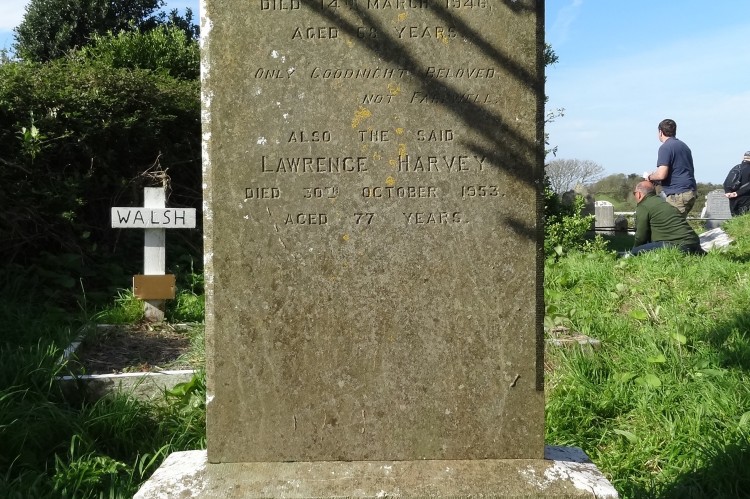 DIED 14TH MARCH 1946,
AGED 68 YEARS.
ONLY GOODNIGHT BELOVED
NOT FAREWELL.
ALSO THE SAID
LAWRENCE HARVEY
DIED 30TH OCTOBER 1953.
AGED 77 YEARS.
WALSH